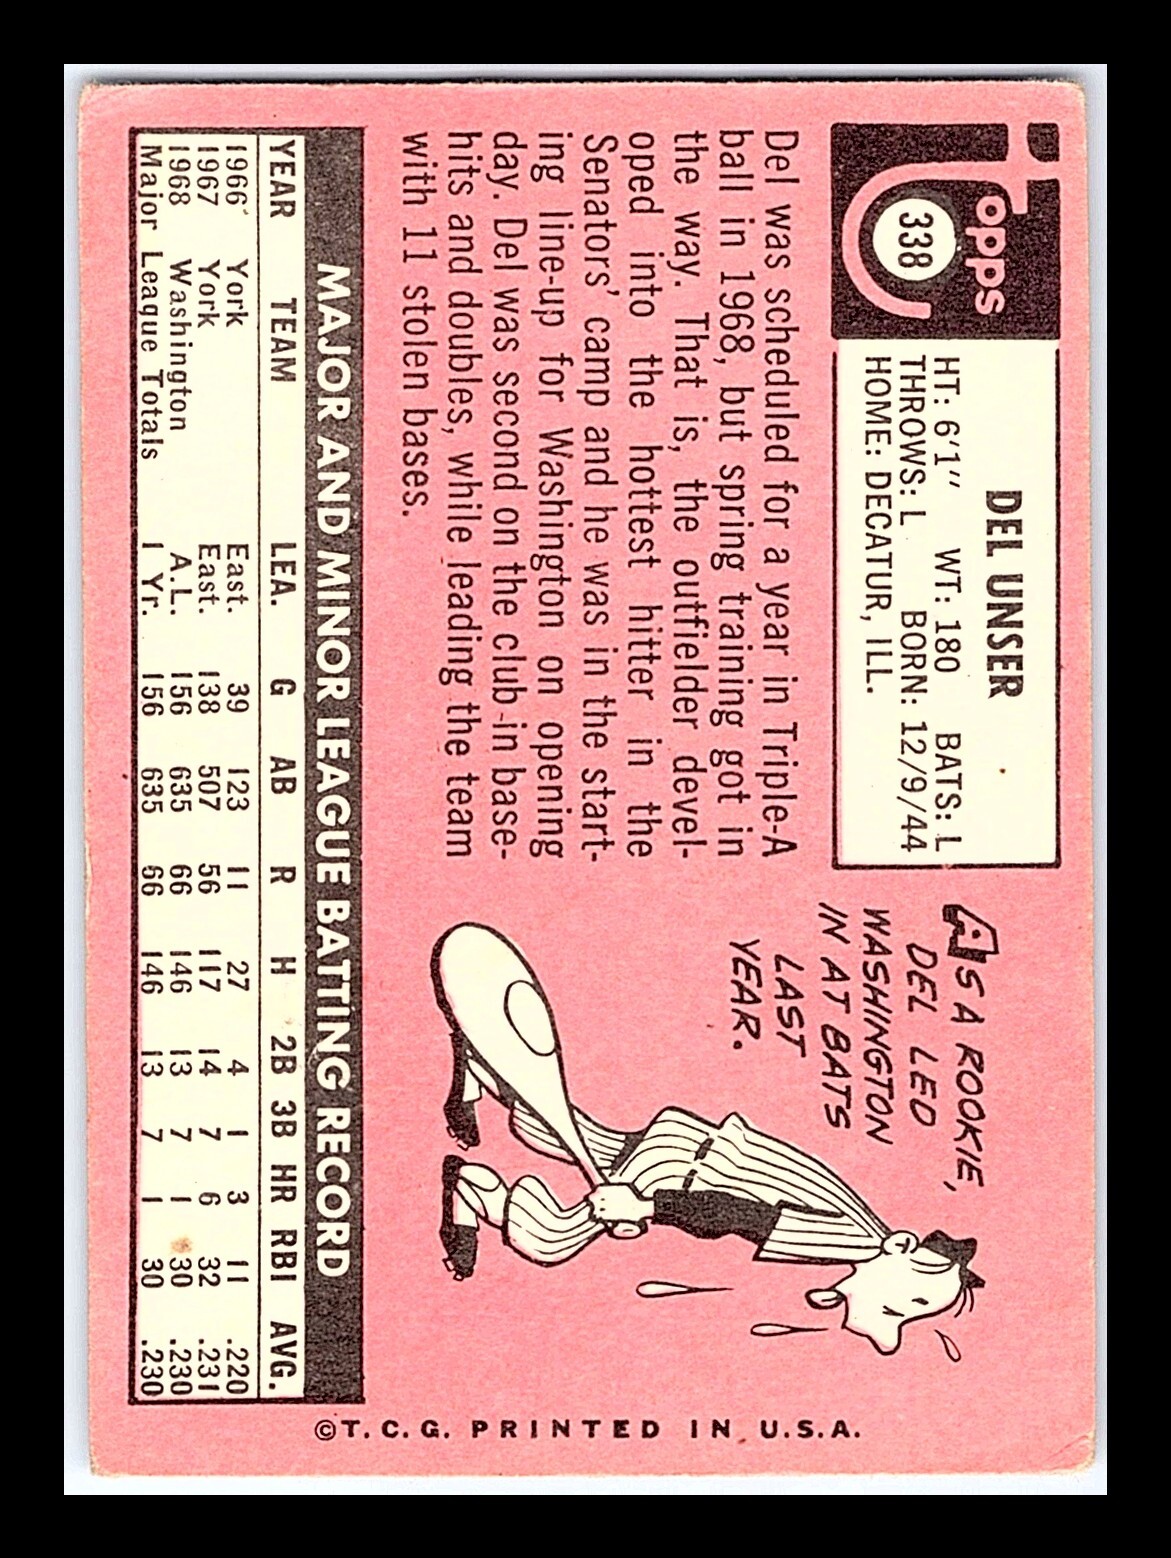 Topps
338
DEL UNSER
HT: 6'1" WT: 180 BATS: L
THROWS: L BORN: 12/9/44
HOME: DECATUR, ILL.
Del was scheduled for a year in Triple-A
ball in 1968, but spring training got in
the way. That is, the outfielder devel-
oped into the hottest hitter in the
Senators' camp and he was in the start-
ing line-up for Washington on opening
day. Del was second on the club in base-
hits and doubles, while leading the team
with 11 stolen bases.
AS A ROOKIE,
DEL LED
WASHINGTON
IN AT BATS
LAST
YEAR.
MAJOR AND MINOR LEAGUE BATTING RECORD
YEAR TEAM LEA. G AB R H 2B 3B HR RBI AVG.
1966 York East. 39 123 11 27 4 1 3 11 .220
1967 York East. 138 507 56 117 14 7 6 32 .231
1968 Washington A.L. 156 635 66 146 13 7 1 30 .230
Major League Totals 1 Yr. 156 635 66 146 13 7 1 30 .230
©T.C.G. PRINTED IN U.S.A.